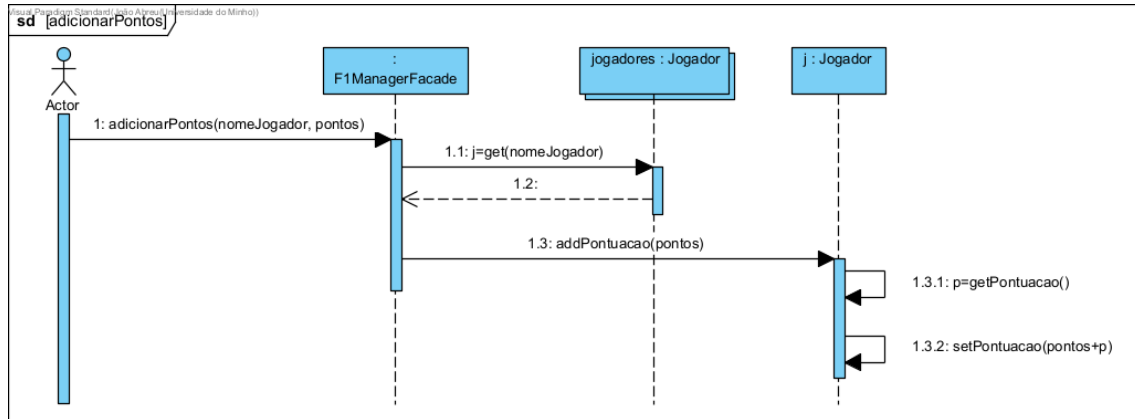 Visual Paradigm Standard(João Abreu(Universidade do Minho))
sd [adicionarPontos]
Actor
:
F1ManagerFacade
jogadores : Jogador
j : Jogador
1: adicionarPontos(nomeJogador, pontos)
1.1: j=get(nomeJogador)
1.2:
1.3: addPontuacao(pontos)
1.3.1: p=getPontuacao()
1.3.2: setPontuacao(pontos+p)